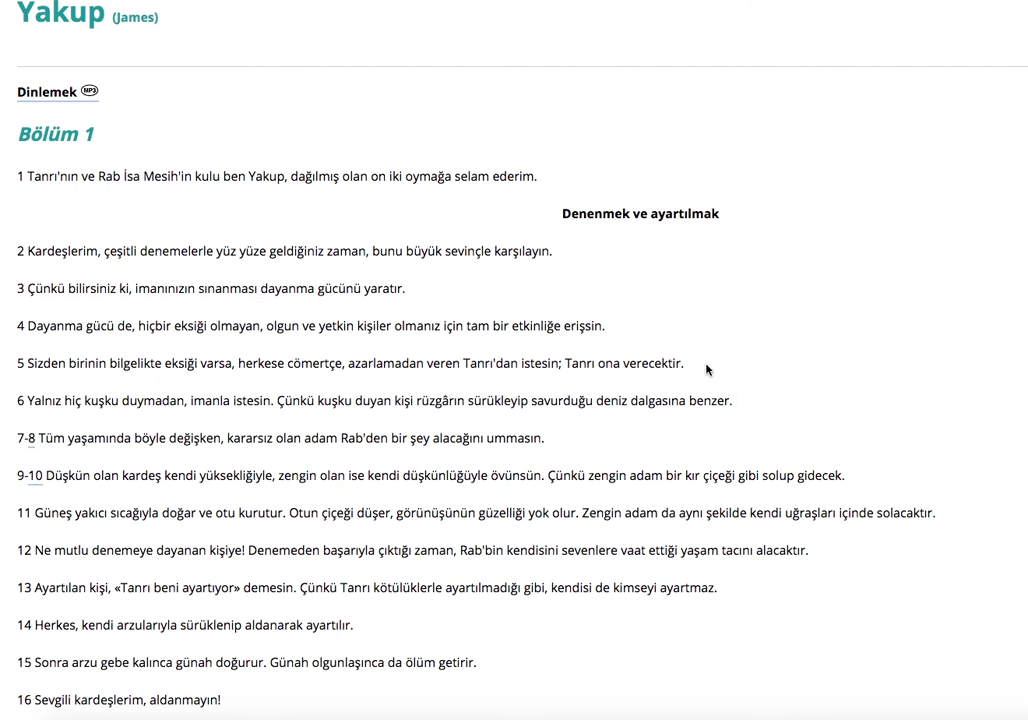 Yakup (James)
Dinlemek MP3
Bölüm 1
1 Tanrı'nın ve Rab İsa Mesih'in kulu ben Yakup, dağılmış olan on iki oymağa selam ederim.
Denenmek ve ayartılmak
2 Kardeşlerim, çeşitli denemelerle yüz yüze geldiğiniz zaman, bunu büyük sevinçle karşılayın.
3 Çünkü bilirsiniz ki, imanınızın sınanması dayanma gücünü yaratır.
4 Dayanma gücü de, hiçbir eksiği olmayan, olgun ve yetkin kişiler olmanız için tam bir etkinliğe erişsin.
5 Sizden birinin bilgelikte eksiği varsa, herkese cömertçe, azarlamadan veren Tanrı'dan istesin; Tanrı ona verecektir.
6 Yalnız hiç kuşku duymadan, imanla istesin. Çünkü kuşku duyan kişi rüzgârın sürükleyip savurduğu deniz dalgasına benzer.
7-8 Tüm yaşamında böyle değişken, kararsız olan adam Rab'den bir şey alacağını ummasın.
9-10 Düşkün olan kardeş kendi yüksekliğiyle, zengin olan ise kendi düşkünlüğüyle övünsün. Çünkü zengin adam bir kır çiçeği gibi solup gidecek.
11 Güneş yakıcı sıcağıyla doğar ve otu kurutur. Otun çiçeği düşer, görünüşünün güzelliği yok olur. Zengin adam da aynı şekilde kendi uğraşları içinde solacaktır.
12 Ne mutlu denemeye dayanan kişiye! Denemeden başarıyla çıktığı zaman, Rab'bin kendisini sevenlere vaat ettiği yaşam tacını alacaktır.
13 Ayartılan kişi, «Tanrı beni ayartıyor» demesin. Çünkü Tanrı kötülüklerle ayartılmadığı gibi, kendisi de kimseyi ayartmaz.
14 Herkes, kendi arzularıyla sürüklenip aldanarak ayartılır.
15 Sonra arzu gebe kalınca günah doğurur. Günah olgunlaşınca da ölüm getirir.
16 Sevgili kardeşlerim, aldanmayın!